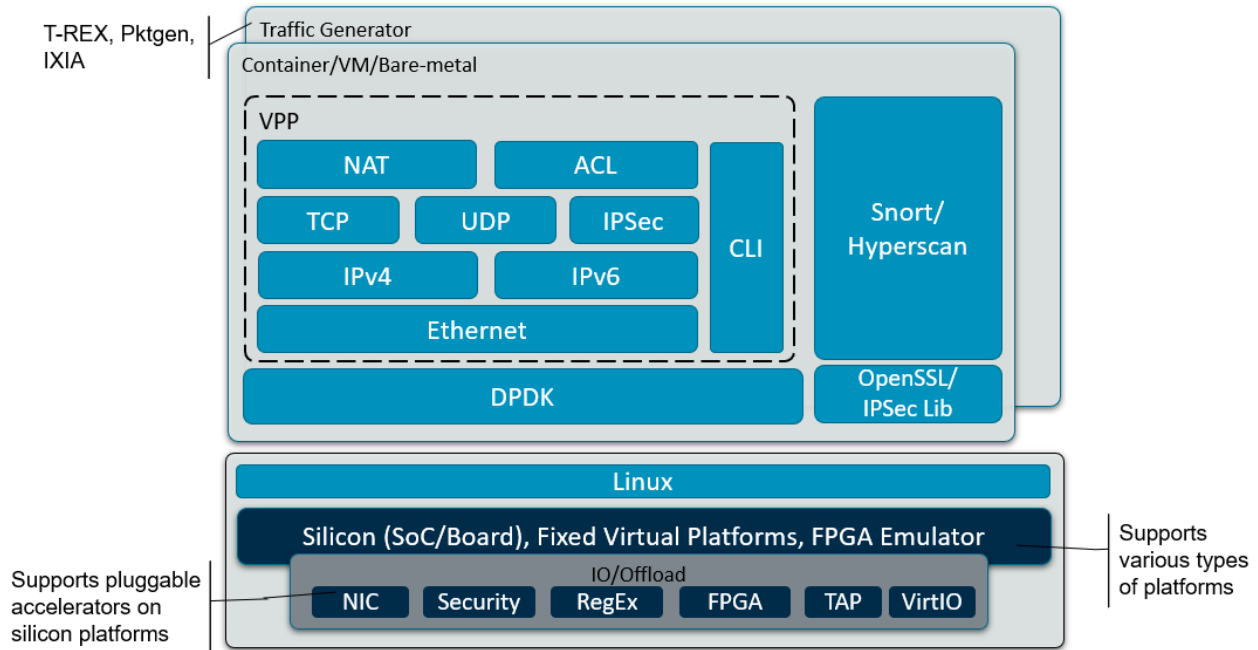 T-REX, Pktgen,
IXIA
Traffic Generator
Container/VM/Bare-metal
VPP
NAT
ACL
TCP
UDP
IPSec
IPv4
IPv6
Ethernet
CLI
Snort/
Hyperscan
DPDK
OpenSSL/
IPSec Lib
Linux
Silicon (SoC/Board), Fixed Virtual Platforms, FPGA Emulator
Supports
various types
of platforms
IO/Offload
Supports pluggable
accelerators on
silicon platforms
NIC
Security
RegEx
FPGA
TAP
VirtIO